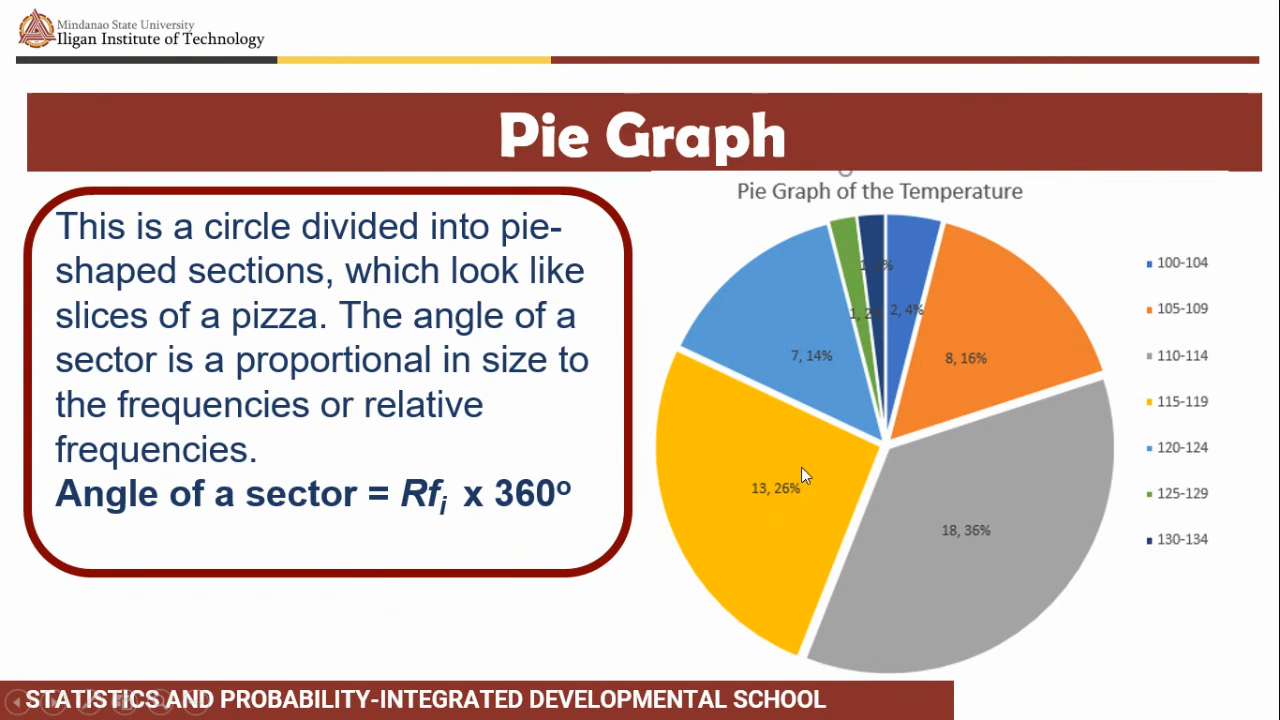 Mindanao State University
Iligan Institute of Technology
Pie Graph
This is a circle divided into pie-
shaped sections, which look like
slices of a pizza. The angle of a
sector is a proportional in size to
the frequencies or relative
frequencies.
Angle of a sector = Rfᵢ x 360º
Pie Graph of the Temperature
2, 4%
8, 16%
18, 36%
13, 26%
7, 14%
100-104
105-109
110-114
115-119
120-124
125-129
130-134
STATISTICS AND PROBABILITY-INTEGRATED DEVELOPMENTAL SCHOOL